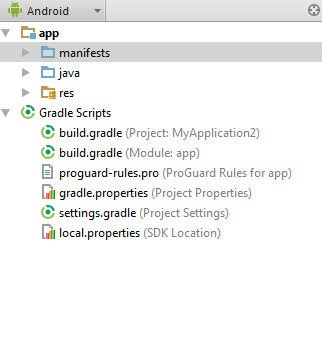 Android
app
manifests
java
res
Gradle Scripts
build.gradle (Project: MyApplication2)
build.gradle (Module: app)
proguard-rules.pro (ProGuard Rules for app)
gradle.properties (Project Properties)
settings.gradle (Project Settings)
local.properties (SDK Location)